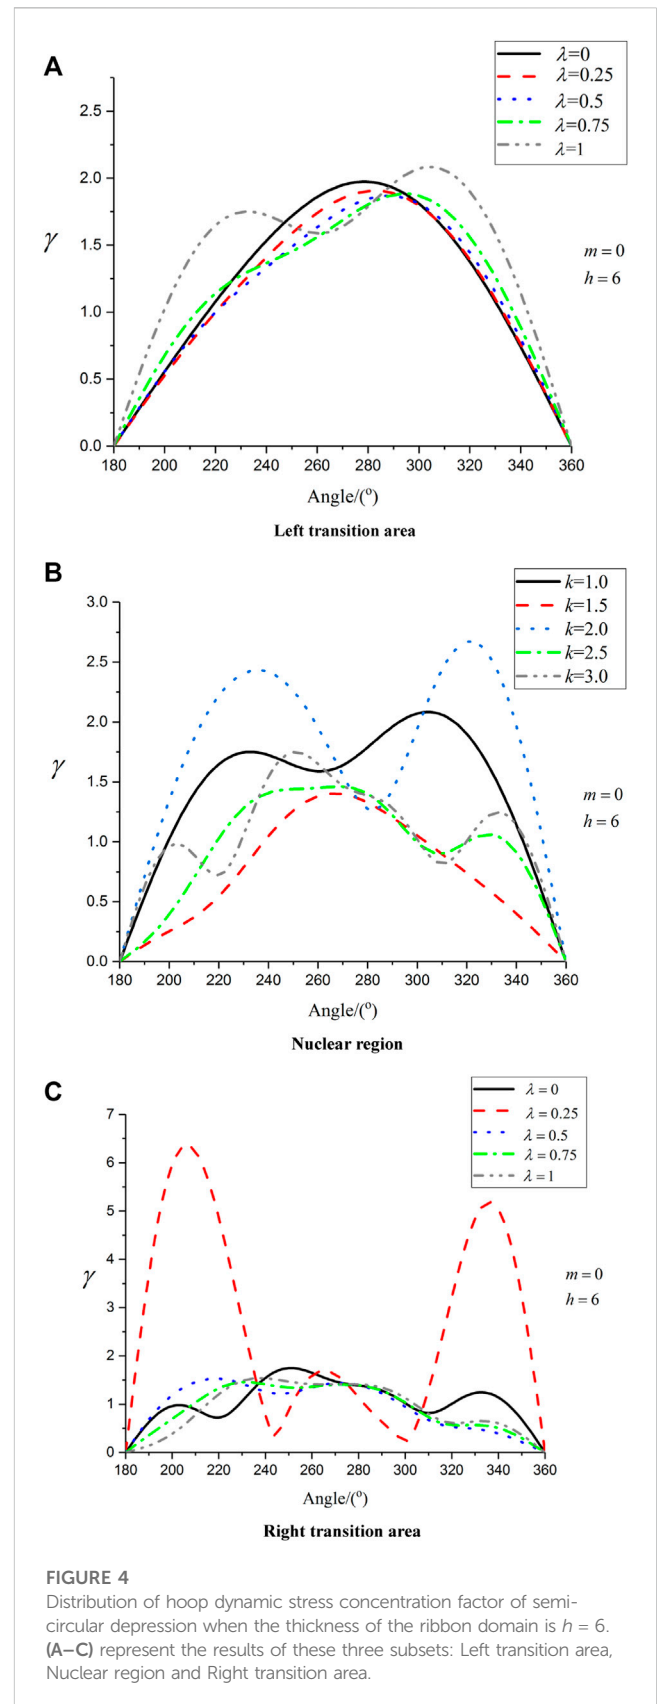 A
λ=0
λ=0.25
λ=0.5
λ=0.75
λ=1
2.5
2.0
1.5
1.0
0.5
0.0
γ
m = 0
h = 6
180 200 220 240 260 280 300 320 340 360
Angle/(°)
Left transition area
B
k=1.0
k=1.5
k=2.0
k=2.5
k=3.0
3.0
2.5
2.0
1.5
1.0
0.5
0.0
γ
m = 0
h = 6
180 200 220 240 260 280 300 320 340 360
Angle/(°)
Nuclear region
C
λ = 0
λ = 0.25
λ = 0.5
λ = 0.75
λ = 1
7
6
5
4
3
2
1
0
γ
m = 0
h = 6
180 200 220 240 260 280 300 320 340 360
Angle/(°)
Right transition area
FIGURE 4
Distribution of hoop dynamic stress concentration factor of semi-
circular depression when the thickness of the ribbon domain is h = 6.
(A–C) represent the results of these three subsets: Left transition area,
Nuclear region and Right transition area.